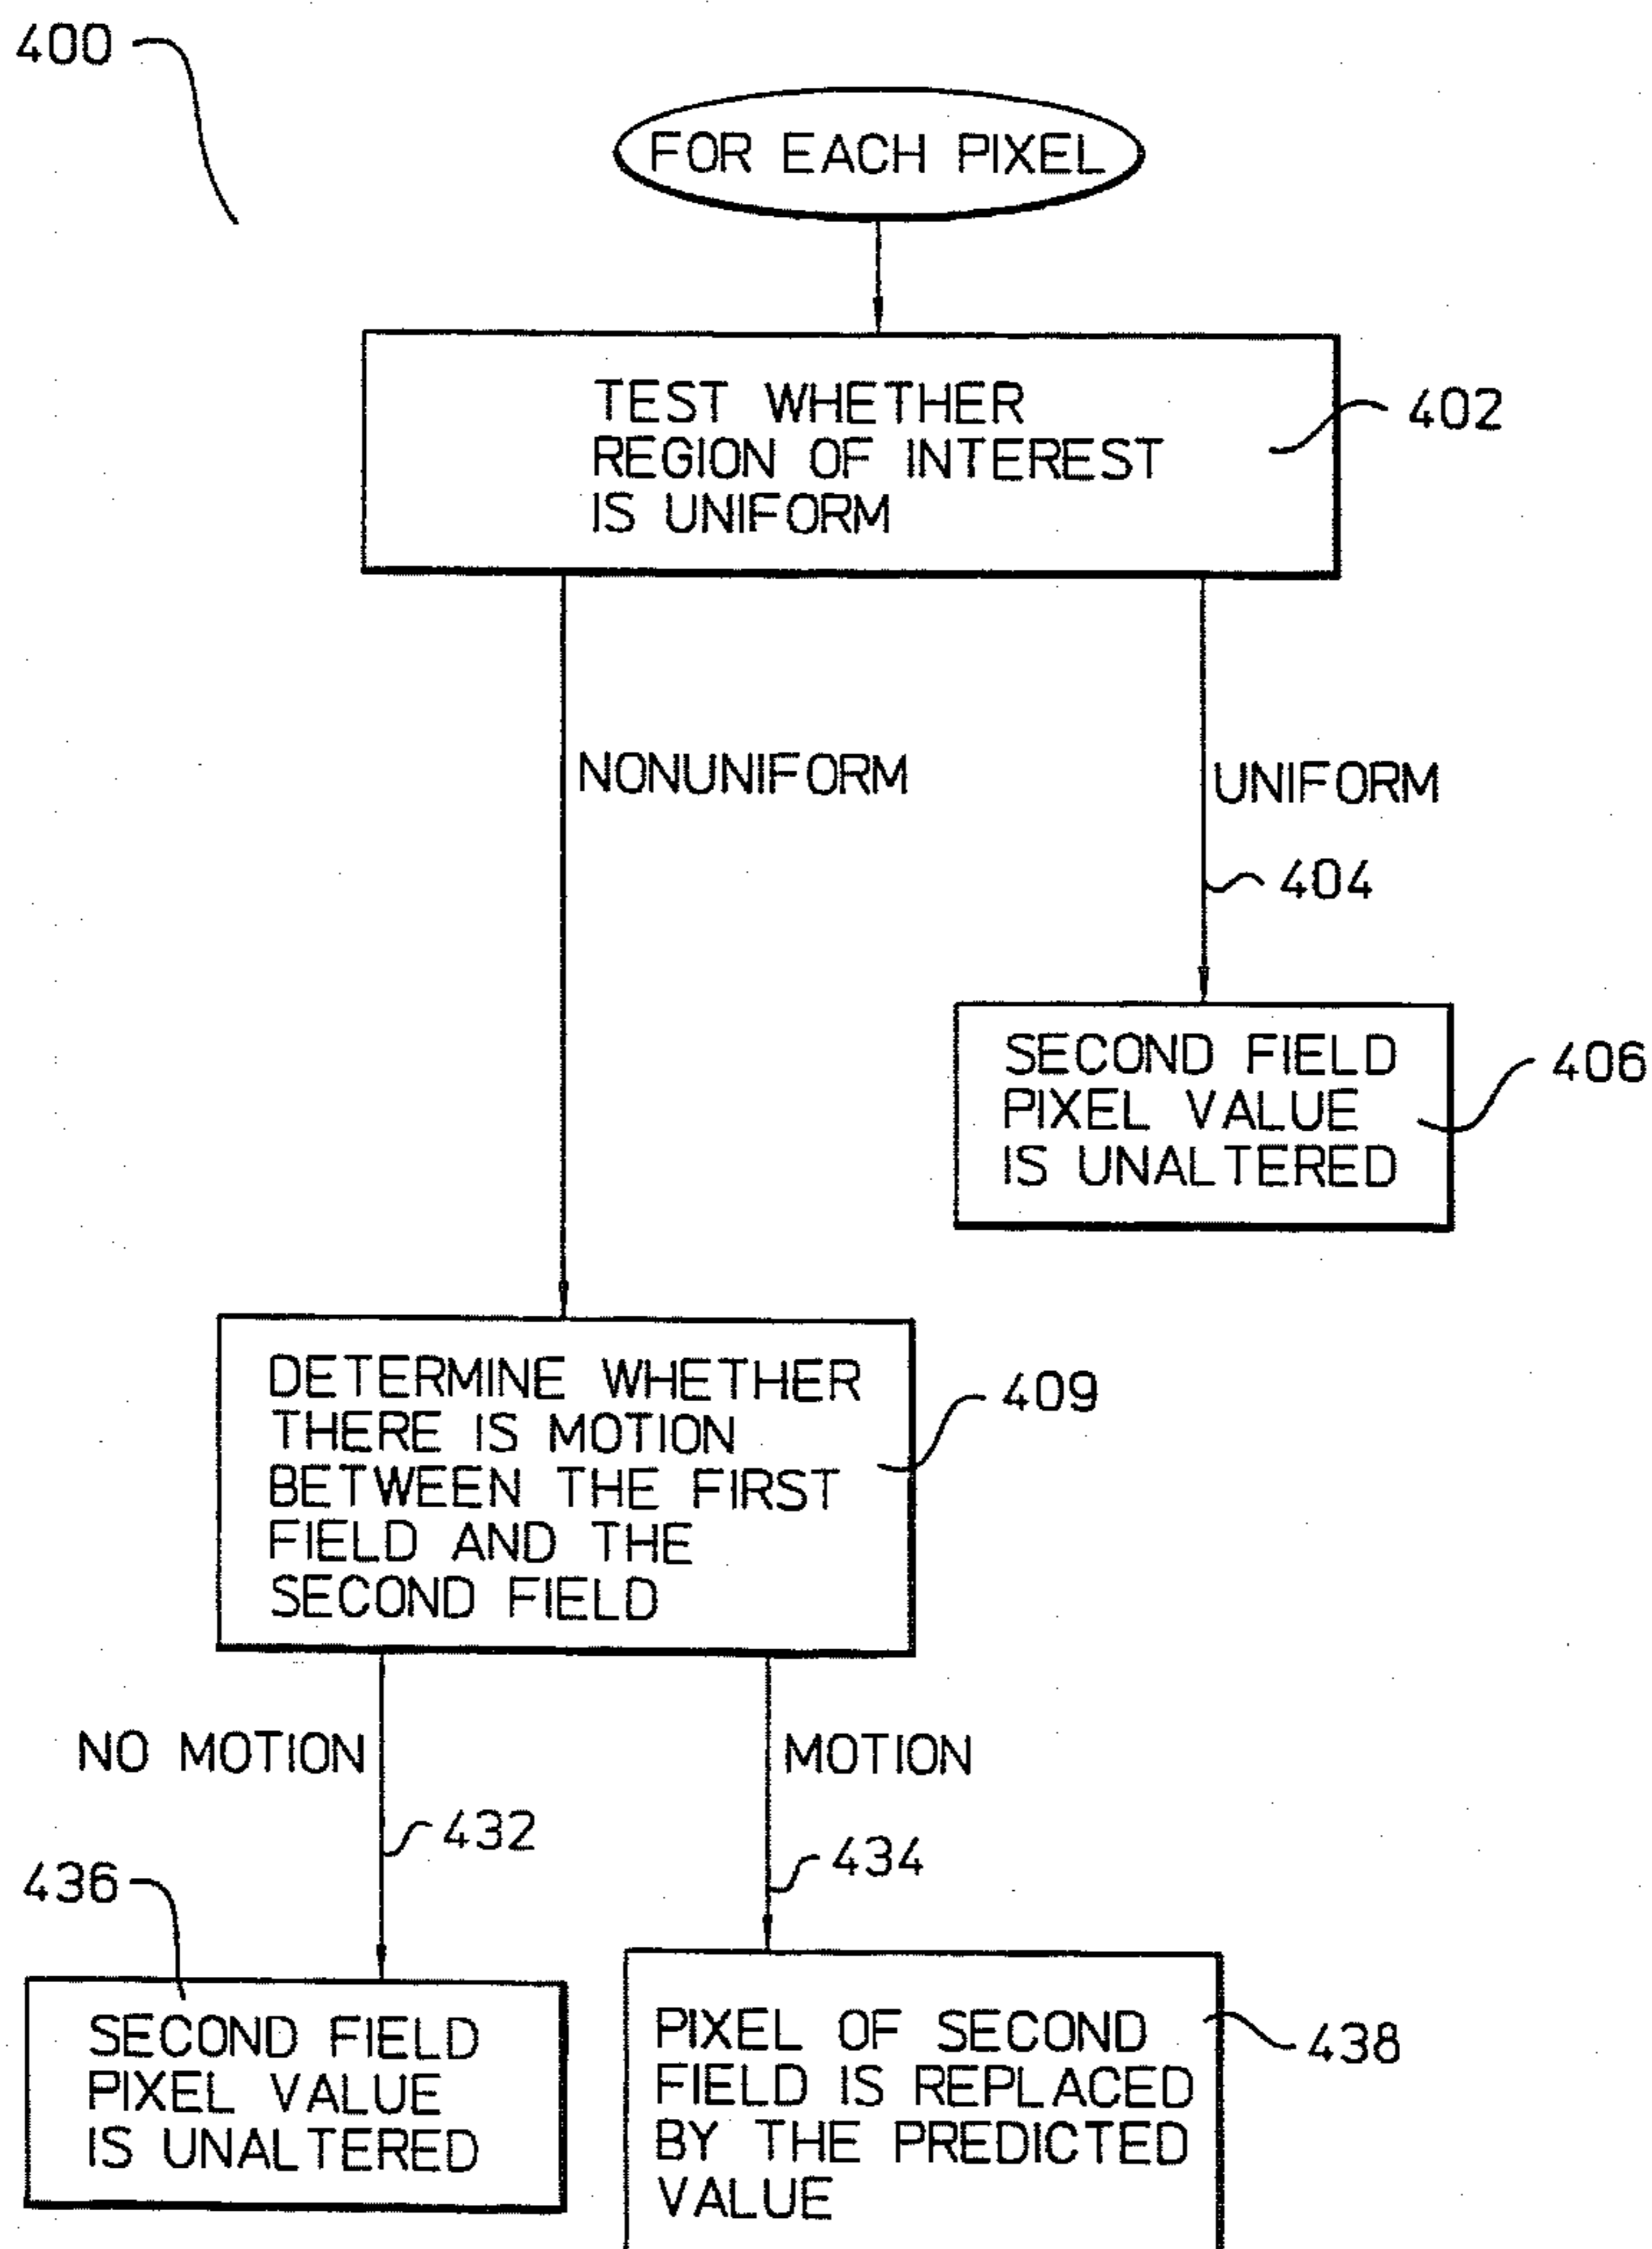 400
FOR EACH PIXEL
TEST WHETHER
REGION OF INTEREST
IS UNIFORM
402
NONUNIFORM
UNIFORM
404
SECOND FIELD
PIXEL VALUE
IS UNALTERED
406
DETERMINE WHETHER
THERE IS MOTION
BETWEEN THE FIRST
FIELD AND THE
SECOND FIELD
409
NO MOTION
MOTION
432
434
436
SECOND FIELD
PIXEL VALUE
IS UNALTERED
PIXEL OF SECOND
FIELD IS REPLACED
BY THE PREDICTED
VALUE
438